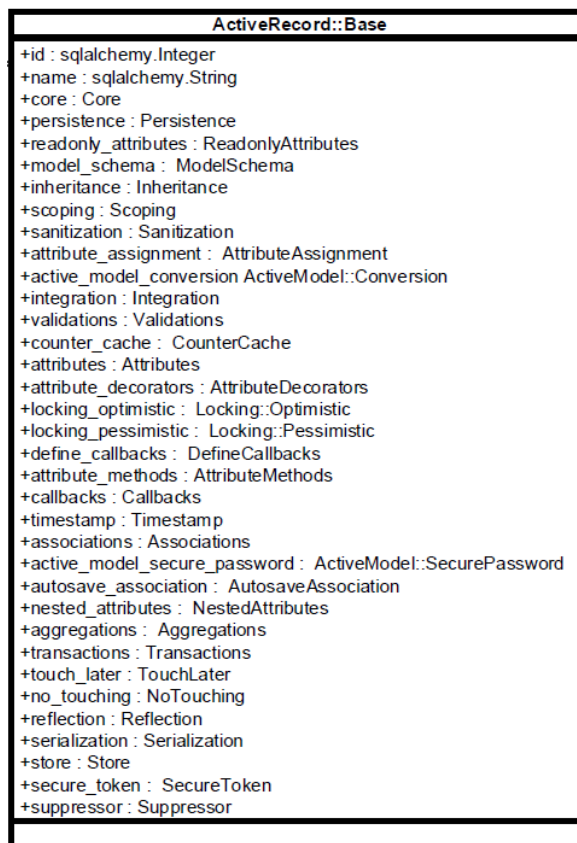 ActiveRecord::Base
+id : sqlalchemy.Integer
+name : sqlalchemy.String
+core : Core
+persistence : Persistence
+readonly_attributes : ReadonlyAttributes
+model_schema :  ModelSchema
+inheritance : Inheritance
+scoping : Scoping
+sanitization : Sanitization
+attribute_assignment :  AttributeAssignment
+active_model_conversion ActiveModel::Conversion
+integration : Integration
+validations : Validations
+counter_cache :  CounterCache
+attributes : Attributes
+attribute_decorators : AttributeDecorators
+locking_optimistic :  Locking::Optimistic
+locking_pessimistic :  Locking::Pessimistic
+define_callbacks :  DefineCallbacks
+attribute_methods : AttributeMethods
+callbacks : Callbacks
+timestamp : Timestamp
+associations : Associations
+active_model_secure_password :  ActiveModel::SecurePassword
+autosave_association : AutosaveAssociation
+nested_attributes :  NestedAttributes
+aggregations :  Aggregations
+transactions : Transactions
+touch_later : TouchLater
+no_touching : NoTouching
+reflection : Reflection
+serialization : Serialization
+store : Store
+secure_token :  SecureToken
+suppressor : Suppressor